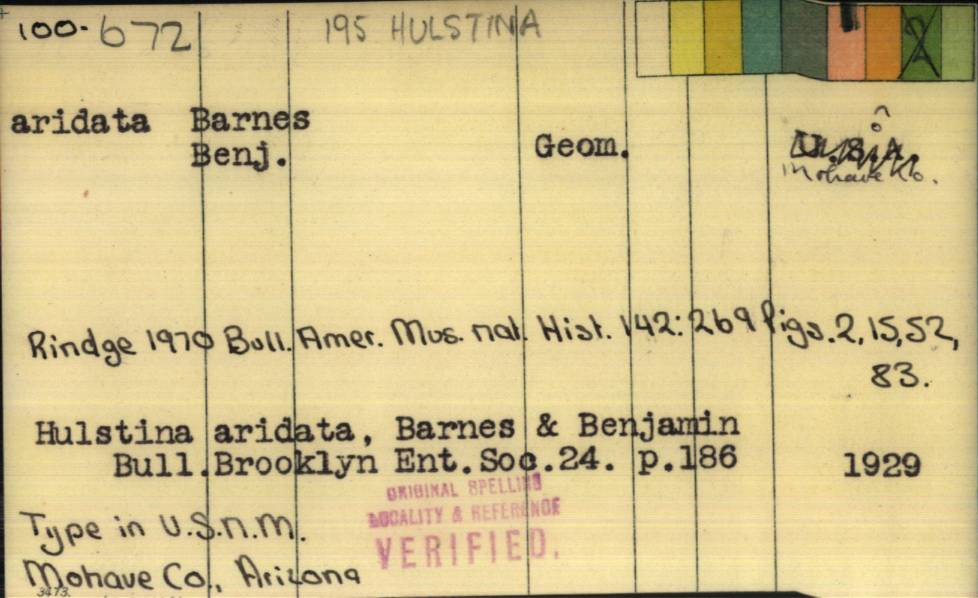 100-672 195 HULSTINA 2
aridata Barnes
Benj. Geom. U.S.A.
Mohave Co.
Rindge 1970 Bull. Amer. Mus. nat. Hist. 142: 269 figs. 2, 15, 52,
83.
Hulstina aridata, Barnes & Benjamin
Bull.Brooklyn Ent.Soc.24. p.186 1929
ORIGINAL SPELLING
LOCALITY & REFERENCE
VERIFIED.
Type in U.S.N.M.
Mohave Co., Arizona
3473.